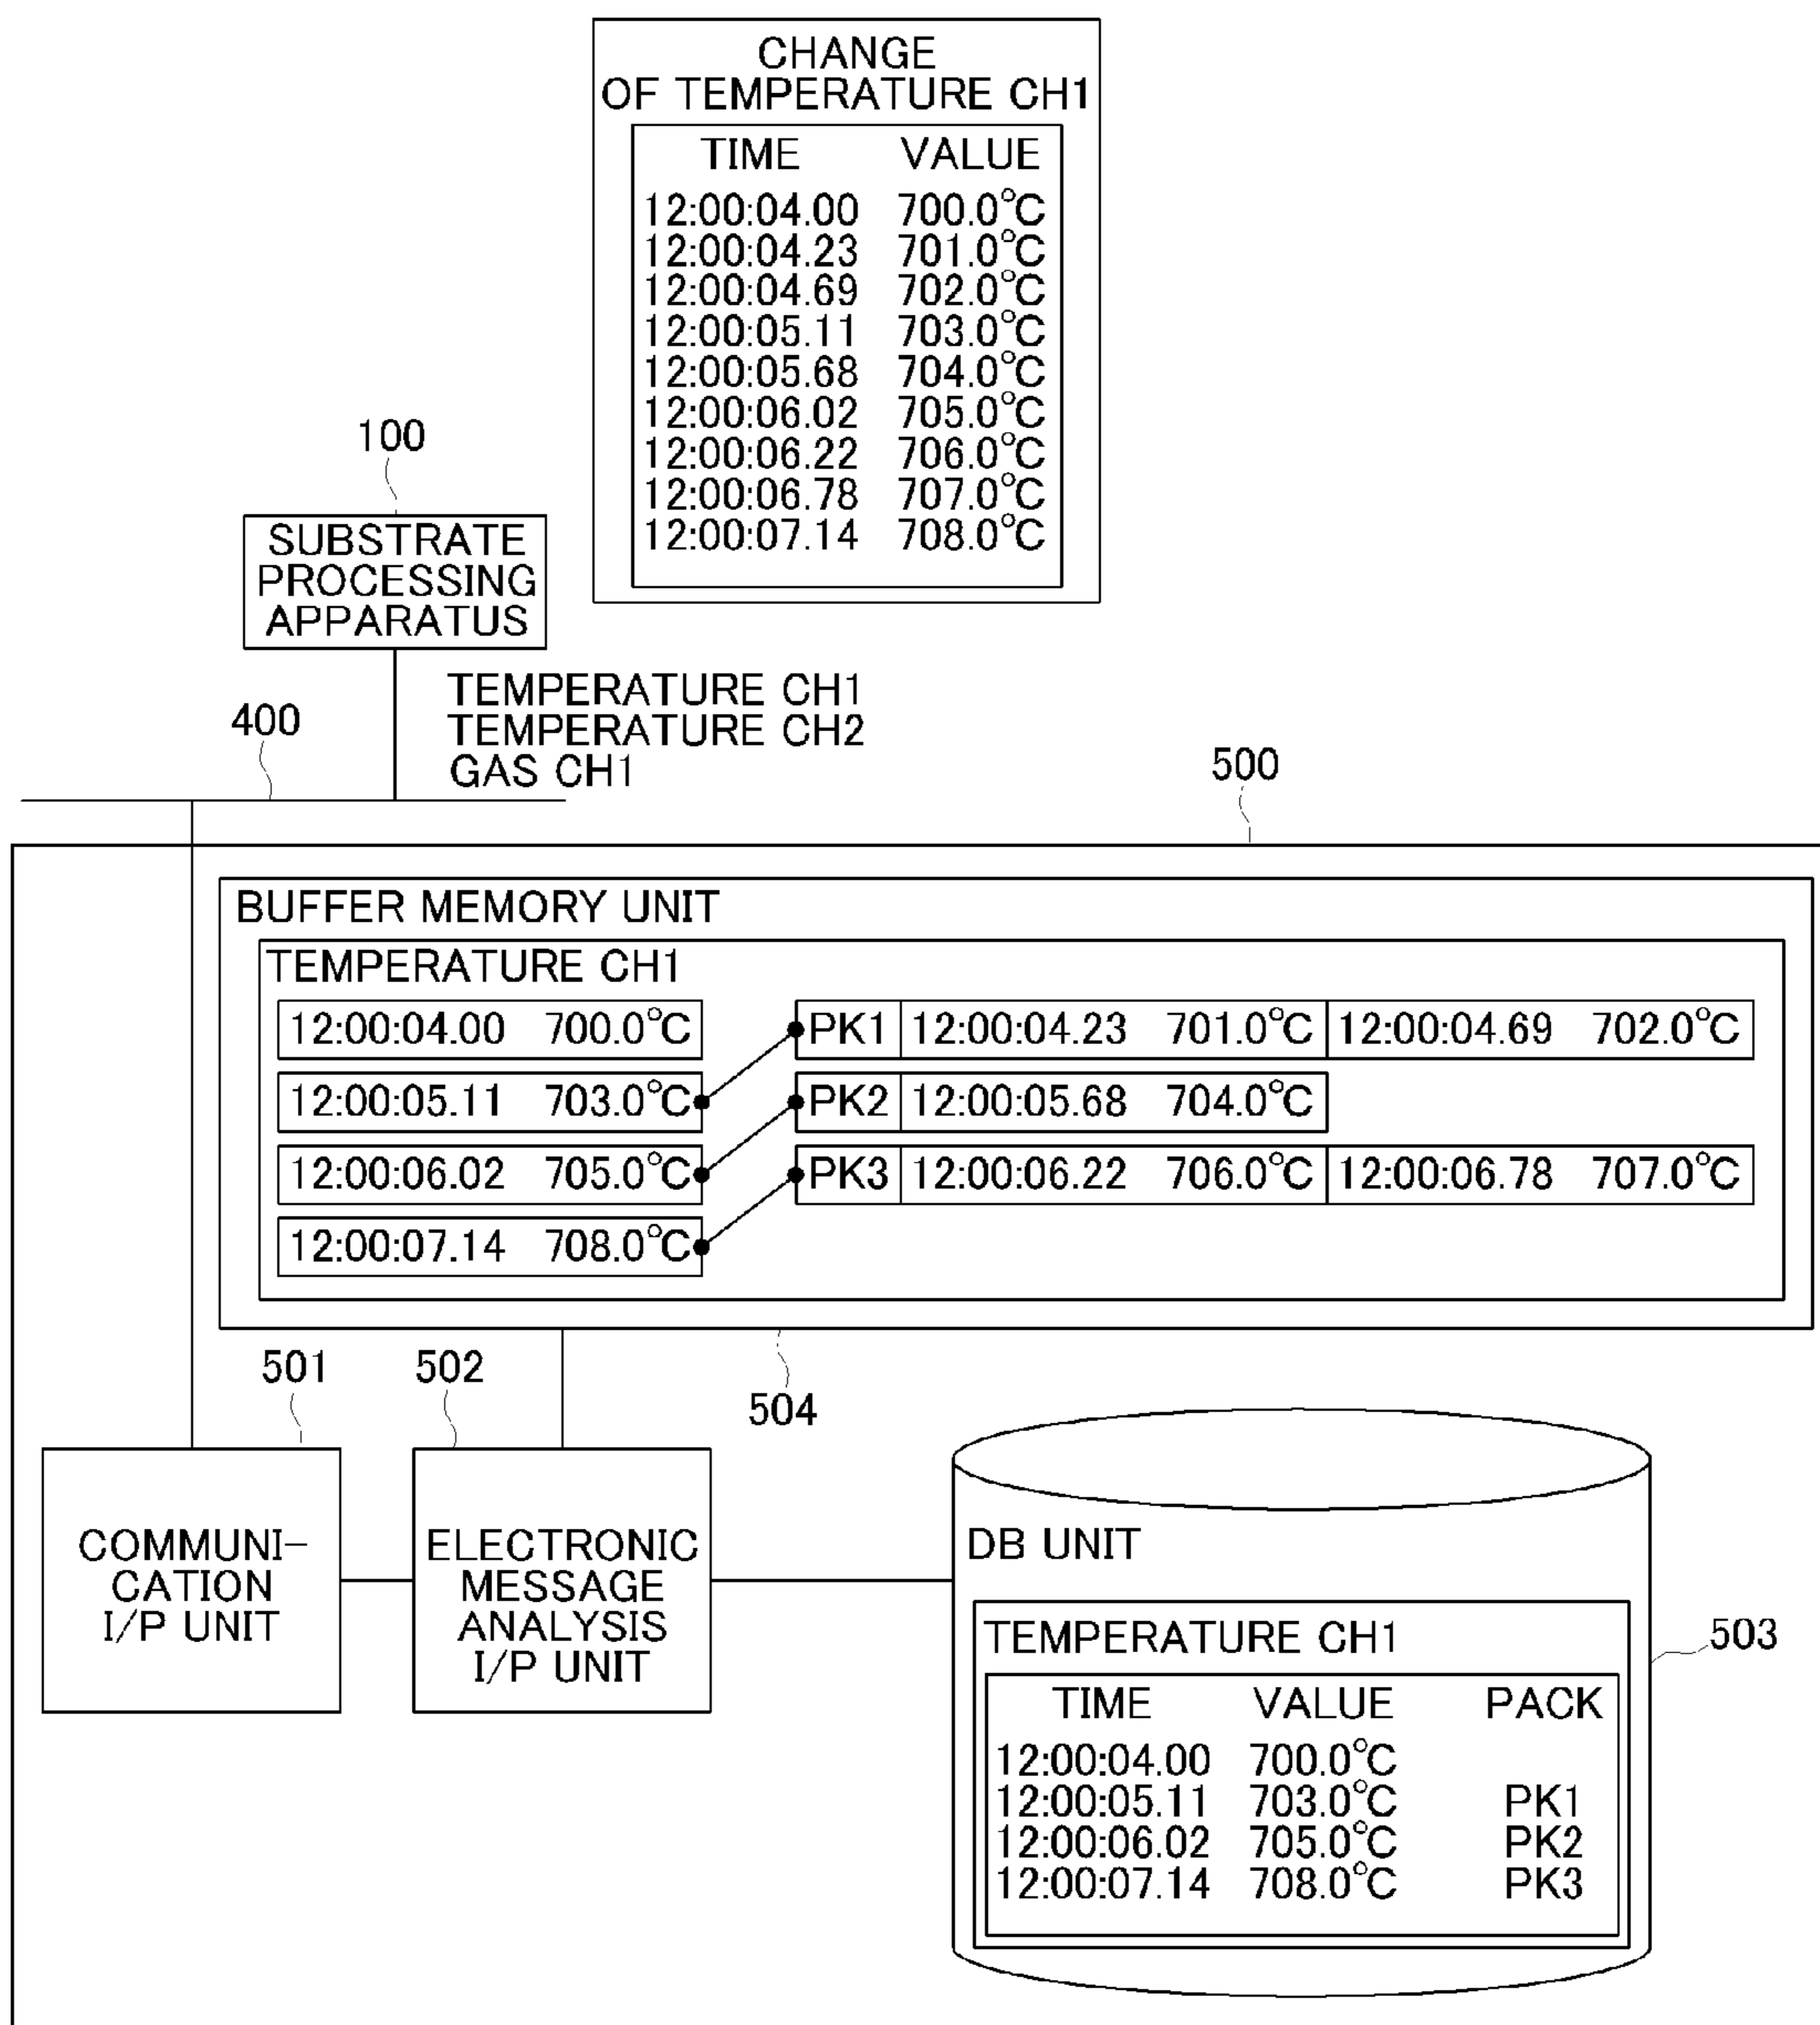 CHANGE
OF TEMPERATURE CH1
TIME VALUE
12:00:04.00 700.0°C
12:00:04.23 701.0°C
12:00:04.69 702.0°C
12:00:05.11 703.0°C
12:00:05.68 704.0°C
12:00:06.02 705.0°C
12:00:06.22 706.0°C
12:00:06.78 707.0°C
12:00:07.14 708.0°C
100
SUBSTRATE
PROCESSING
APPARATUS
TEMPERATURE CH1
TEMPERATURE CH2
GAS CH1
400
500
BUFFER MEMORY UNIT
TEMPERATURE CH1
12:00:04.00 700.0°C PK1 12:00:04.23 701.0°C 12:00:04.69 702.0°C
12:00:05.11 703.0°C PK2 12:00:05.68 704.0°C
12:00:06.02 705.0°C PK3 12:00:06.22 706.0°C 12:00:06.78 707.0°C
12:00:07.14 708.0°C
501
502
504
COMMUNI-
CATION
I/P UNIT
ELECTRONIC
MESSAGE
ANALYSIS
I/P UNIT
DB UNIT
TEMPERATURE CH1
503
TIME VALUE PACK
12:00:04.00 700.0°C
12:00:05.11 703.0°C PK1
12:00:06.02 705.0°C PK2
12:00:07.14 708.0°C PK3